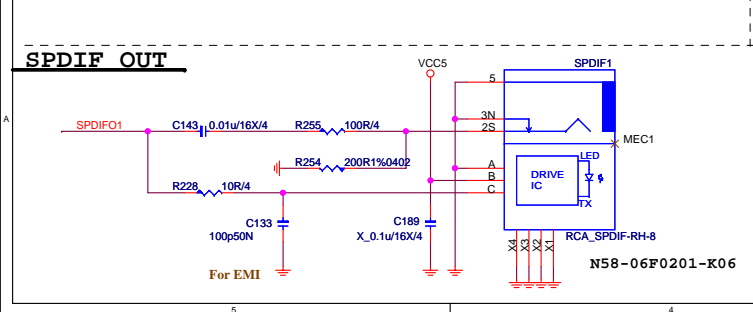 SPDIF OUT
VCC5
SPDIF1
5
A
SPDIFO1
C143
0.01u/16X/4
R255
100R/4
3N
2S
MEC1
R254
200R1%0402
A
B
C
LED
DRIVE
IC
TX
R228
10R/4
C133
100p50N
C189
X_0.1u/16X/4
X4
X3
X2
X1
RCA_SPDIF-RH-8
For EMI
N58-06F0201-K06
5
4